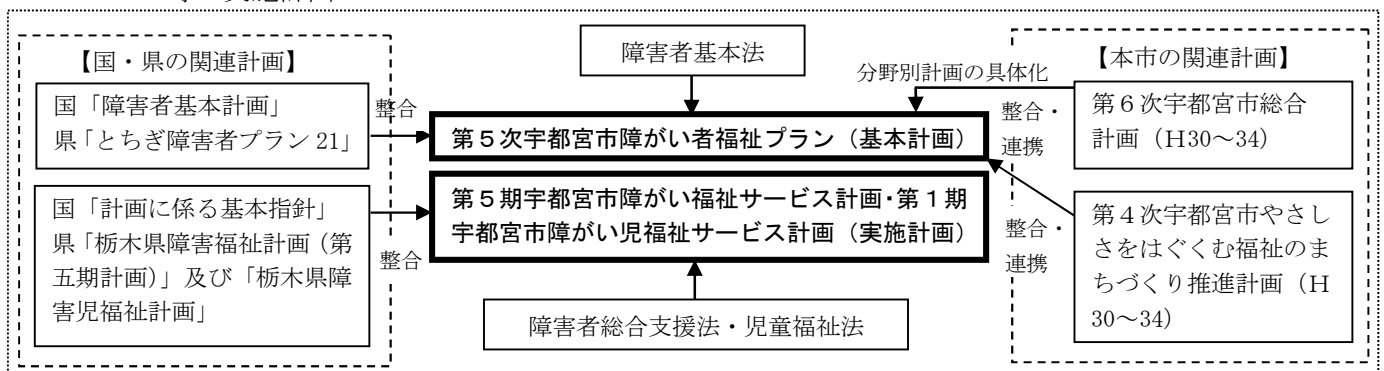 【国・県の関連計画】
国「障害者基本計画」
県「とちぎ障害者プラン 21」
整合
国「計画に係る基本指針」
県「栃木県障害福祉計画（第
五期計画）」及び「栃木県障
害児福祉計画」
整合
障害者基本法
第５次宇都宮市障がい者福祉プラン（基本計画）
第５期宇都宮市障がい福祉サービス計画・第１期
宇都宮市障がい児福祉サービス計画（実施計画）
障害者総合支援法・児童福祉法
分野別計画の具体化
整合・
連携
整合・
連携
【本市の関連計画】
第６次宇都宮市総合
計画（H30～34）
第４次宇都宮市やさし
さをはぐくむ福祉のま
ちづくり推進計画（H
30～34）